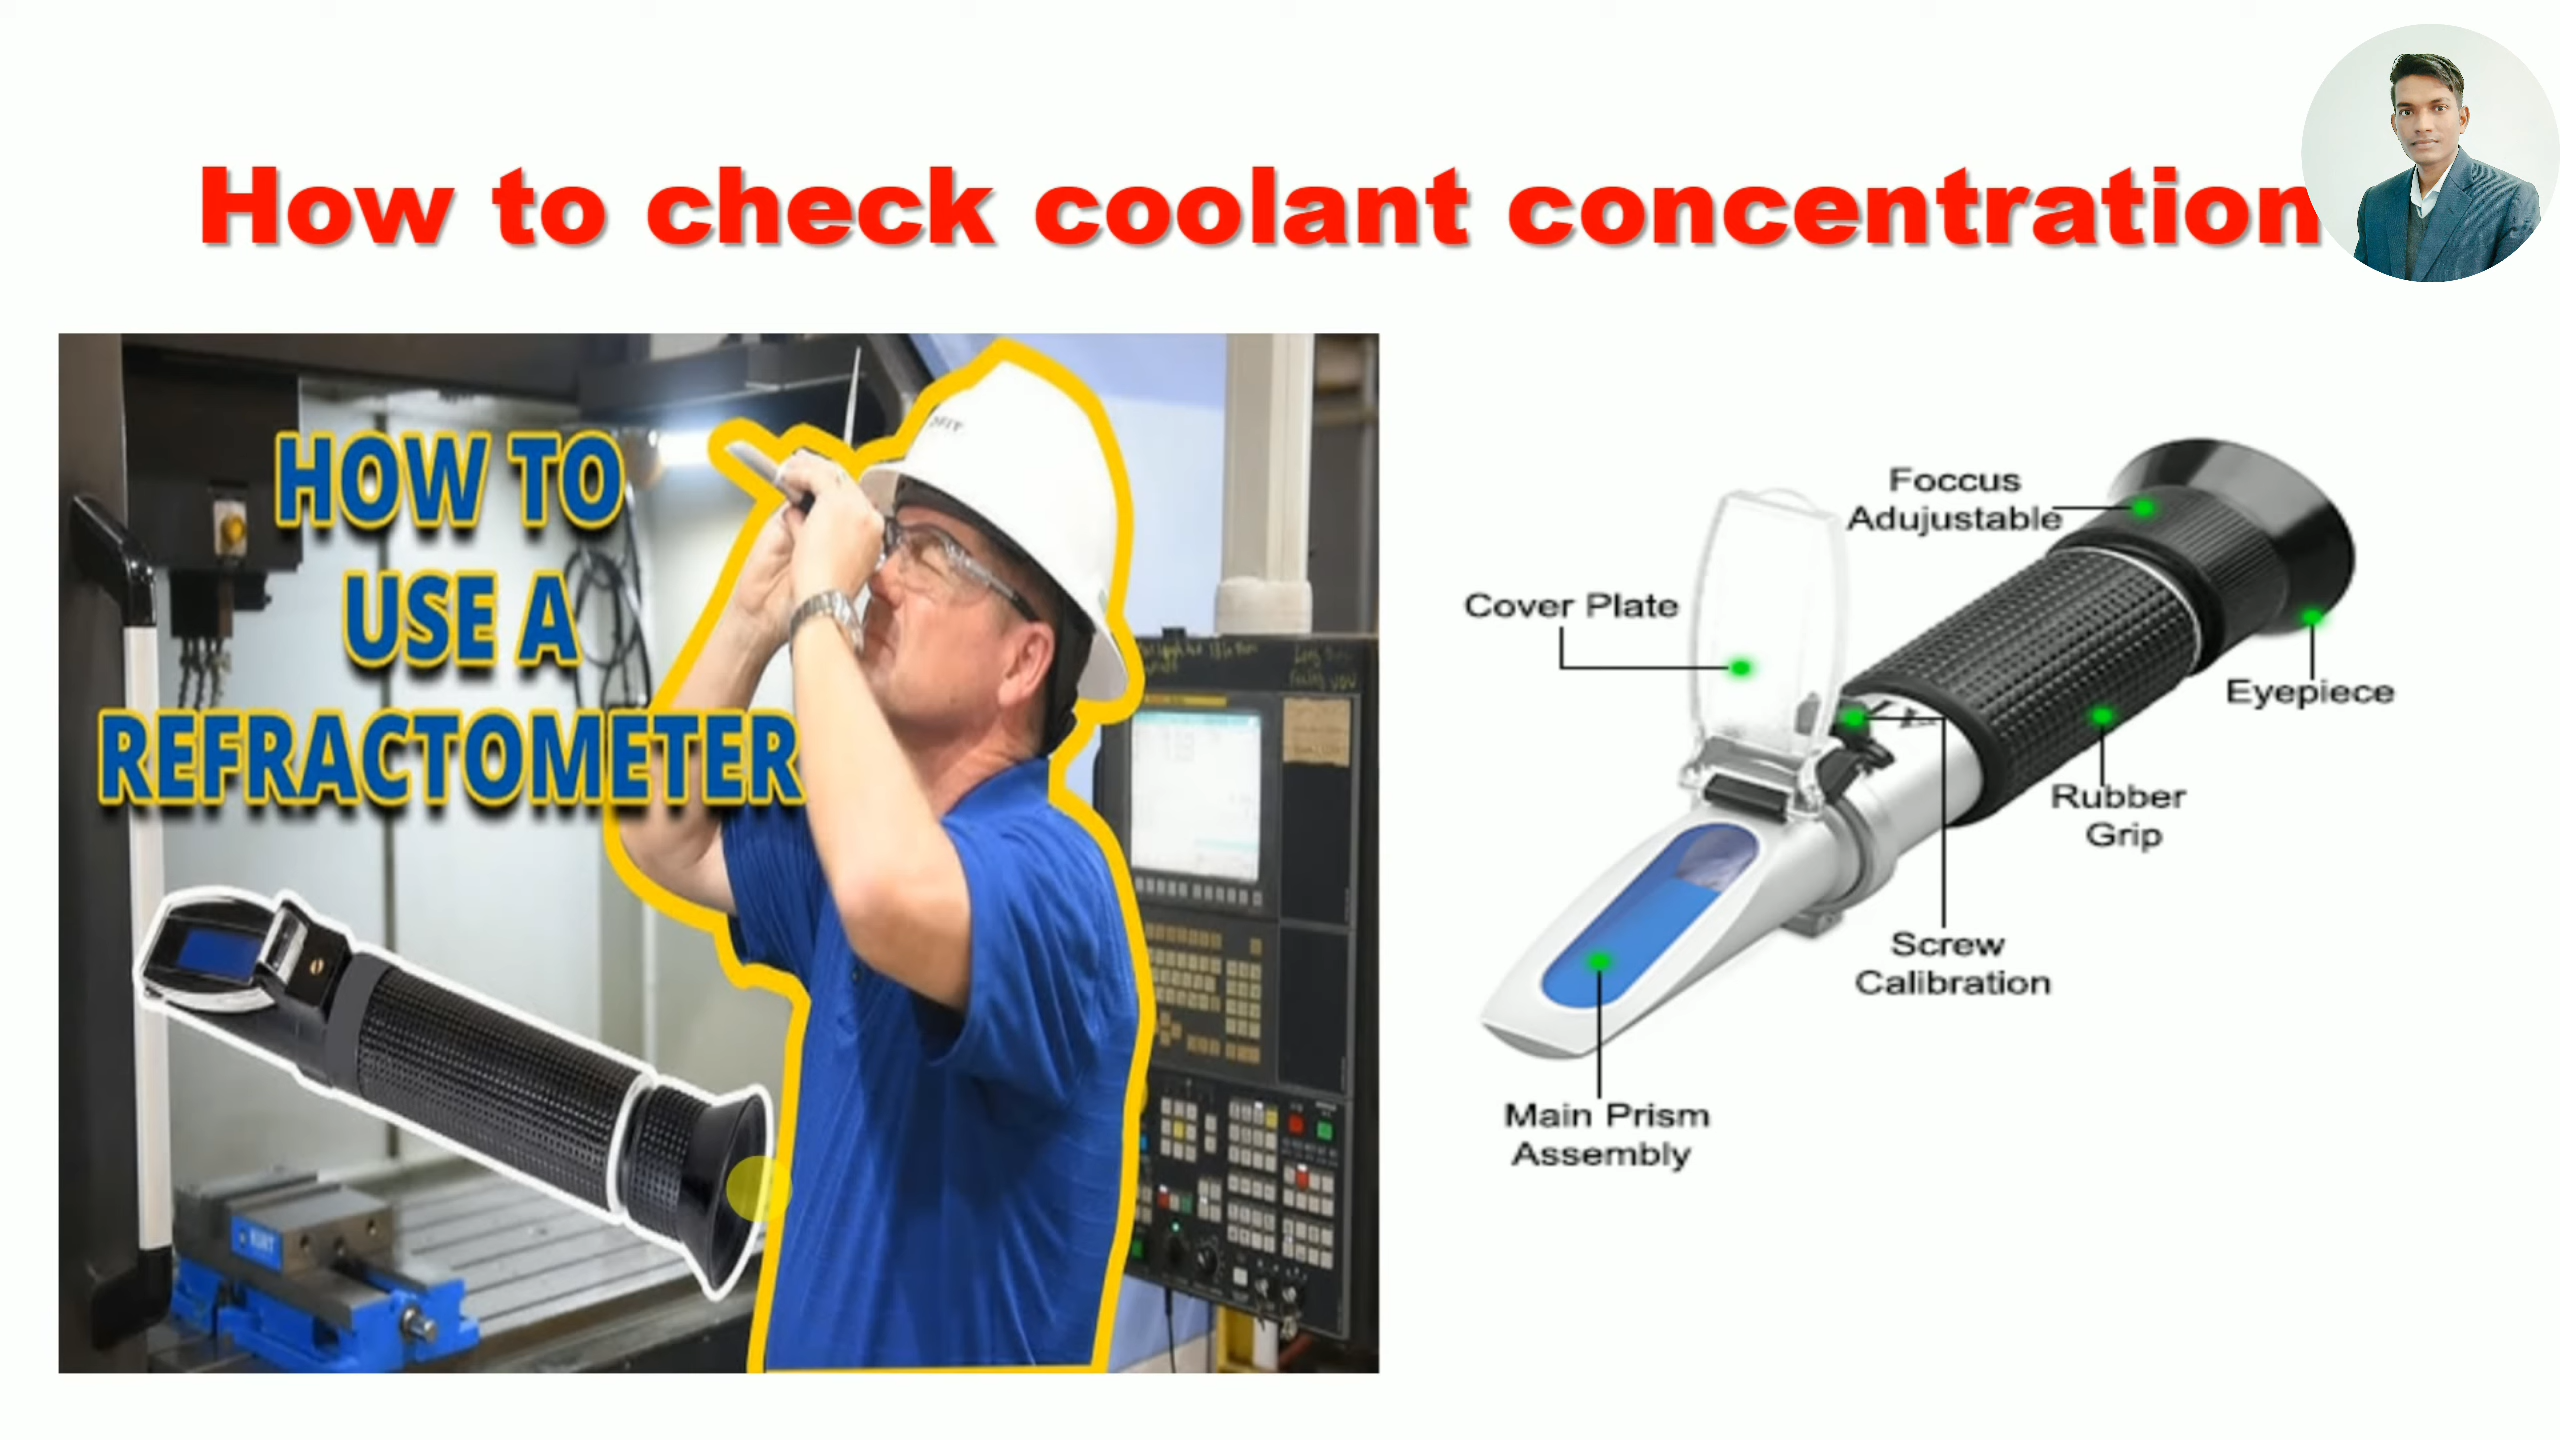 How to check coolant concentration
HOW TO
USE A
REFRACTOMETER
Foccus
Adujustable
Cover Plate
Eyepiece
Rubber
Grip
Screw
Calibration
Main Prism
Assembly